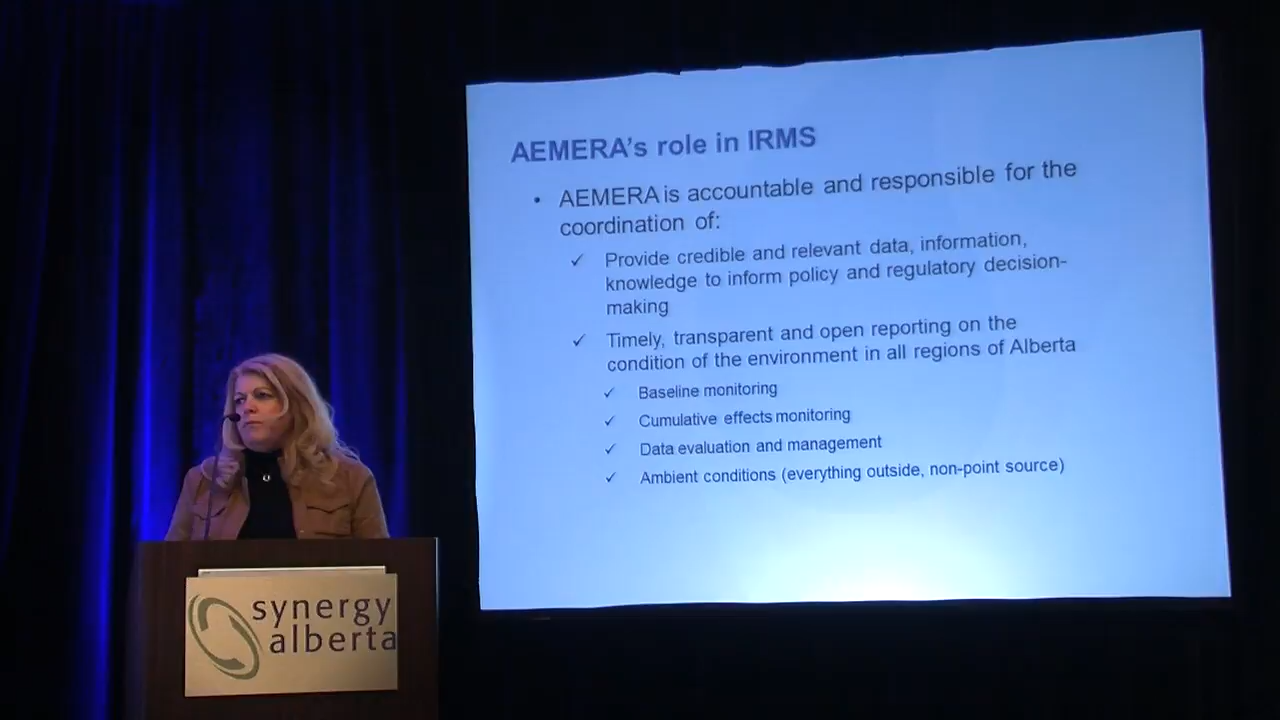 AEMERA's role in IRMS
• AEMERA is accountable and responsible for the
coordination of:
✓ Provide credible and relevant data, information,
knowledge to inform policy and regulatory decision-
making
✓ Timely, transparent and open reporting on the
condition of the environment in all regions of Alberta
✓ Baseline monitoring
✓ Cumulative effects monitoring
✓ Data evaluation and management
✓ Ambient conditions (everything outside, non-point source)
synergy
alberta